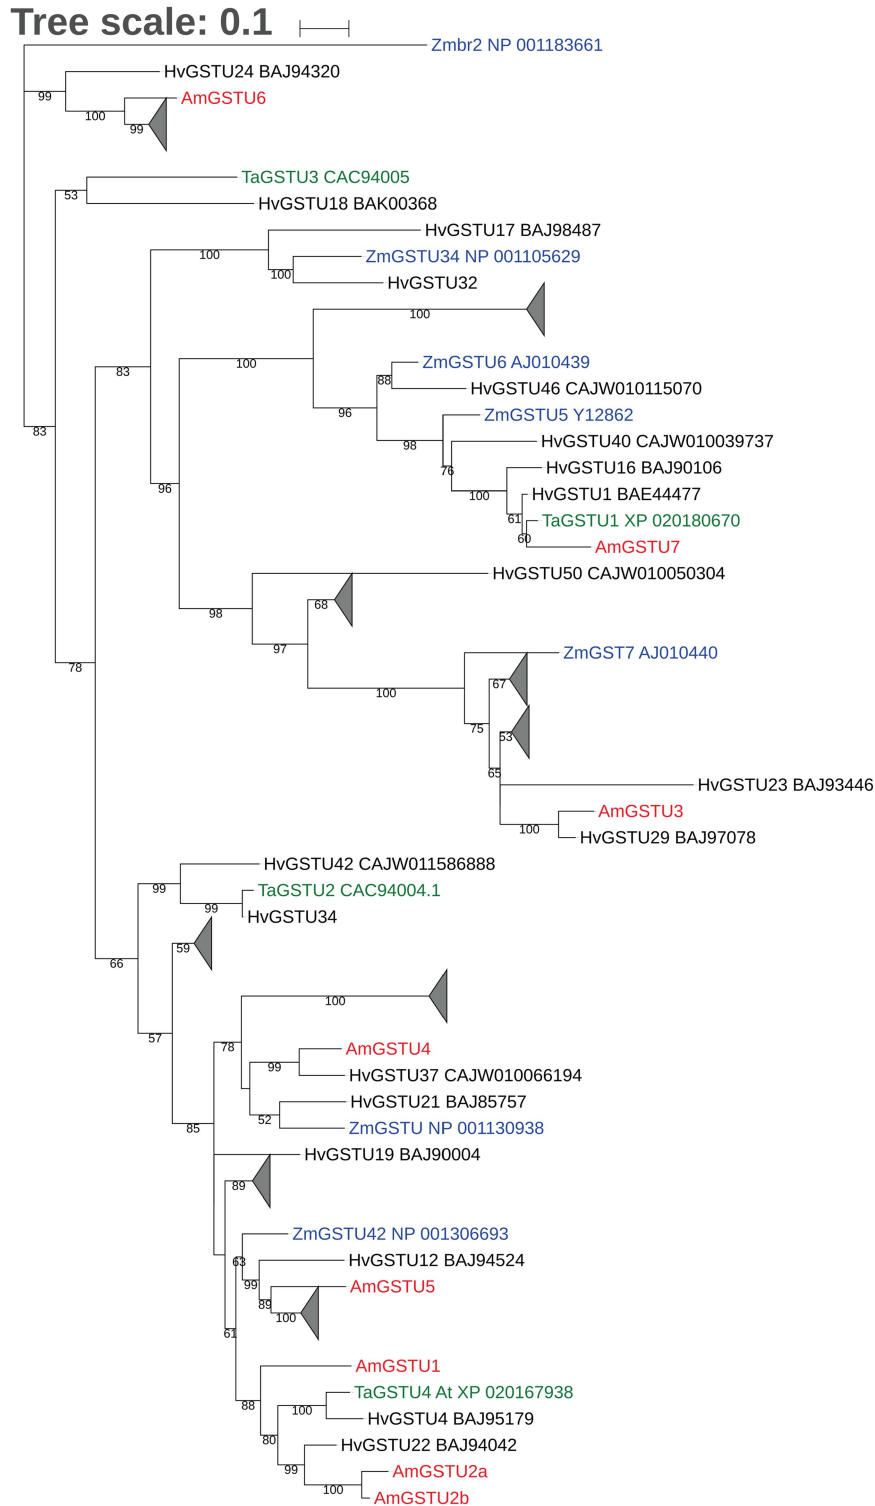 Tree scale: 0.1
Zmbr2 NP 001183661
HvGSTU24 BAJ94320
99
AmGSTU6
100
99
TaGSTU3 CAC94005
53
HvGSTU18 BAK00368
HvGSTU17 BAJ98487
100
ZmGSTU34 NP 001105629
100
HvGSTU32
100
ZmGSTU6 AJ010439
100
83
88
HvGSTU46 CAJW010115070
96
ZmGSTU5 Y12862
83
98
HvGSTU40 CAJW010039737
76
HvGSTU16 BAJ90106
96
100
HvGSTU1 BAE44477
61
TaGSTU1 XP 020180670
60
AmGSTU7
HvGSTU50 CAJW010050304
68
98
97
ZmGST7 AJ010440
78
67
100
75
53
65
HvGSTU23 BAJ93446
AmGSTU3
100
HvGSTU29 BAJ97078
HvGSTU42 CAJW011586888
99
TaGSTU2 CAC94004.1
99
HvGSTU34
59
66
100
57
78
AmGSTU4
99
HvGSTU37 CAJW010066194
HvGSTU21 BAJ85757
52
ZmGSTU NP 001130938
85
HvGSTU19 BAJ90004
89
ZmGSTU42 NP 001306693
63
HvGSTU12 BAJ94524
99
AmGSTU5
89
100
61
AmGSTU1
TaGSTU4 At XP 020167938
88
100
HvGSTU4 BAJ95179
80
HvGSTU22 BAJ94042
99
AmGSTU2a
100
AmGSTU2b